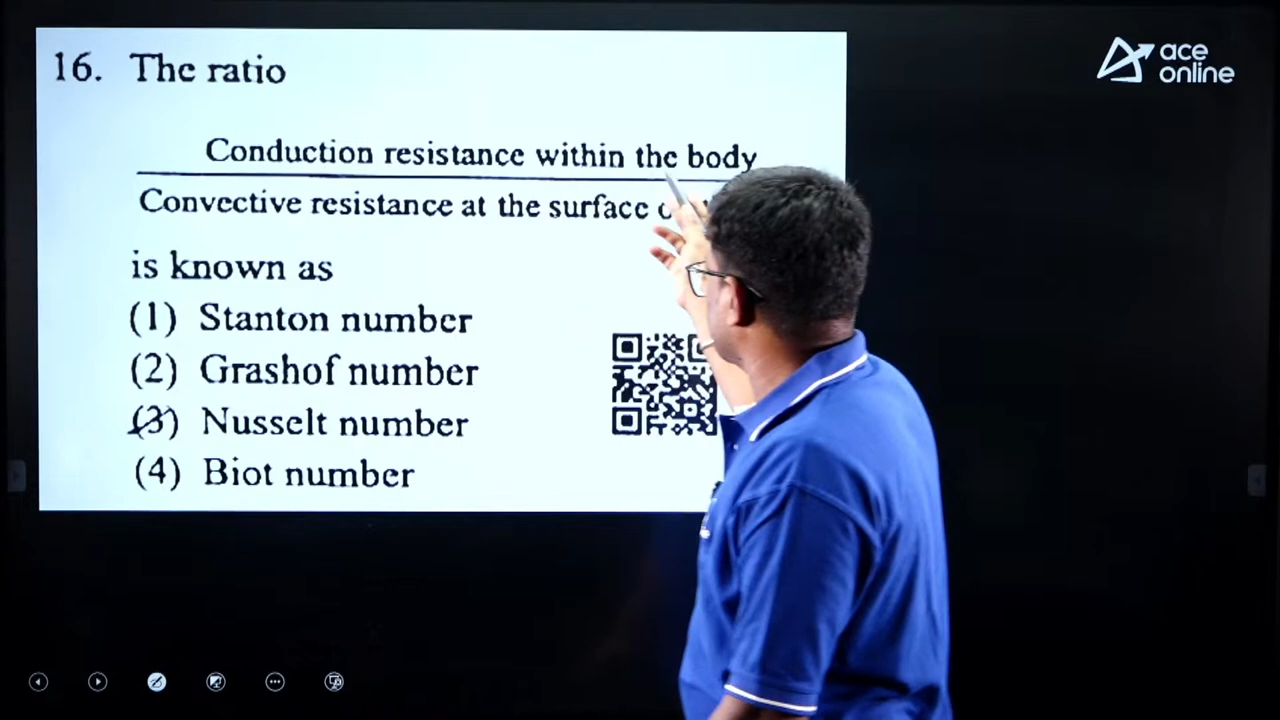 16. The ratio
Conduction resistance within the body
Convective resistance at the surface
is known as
(1) Stanton number
(2) Grashof number
(3) Nusselt number
(4) Biot number
ace
online